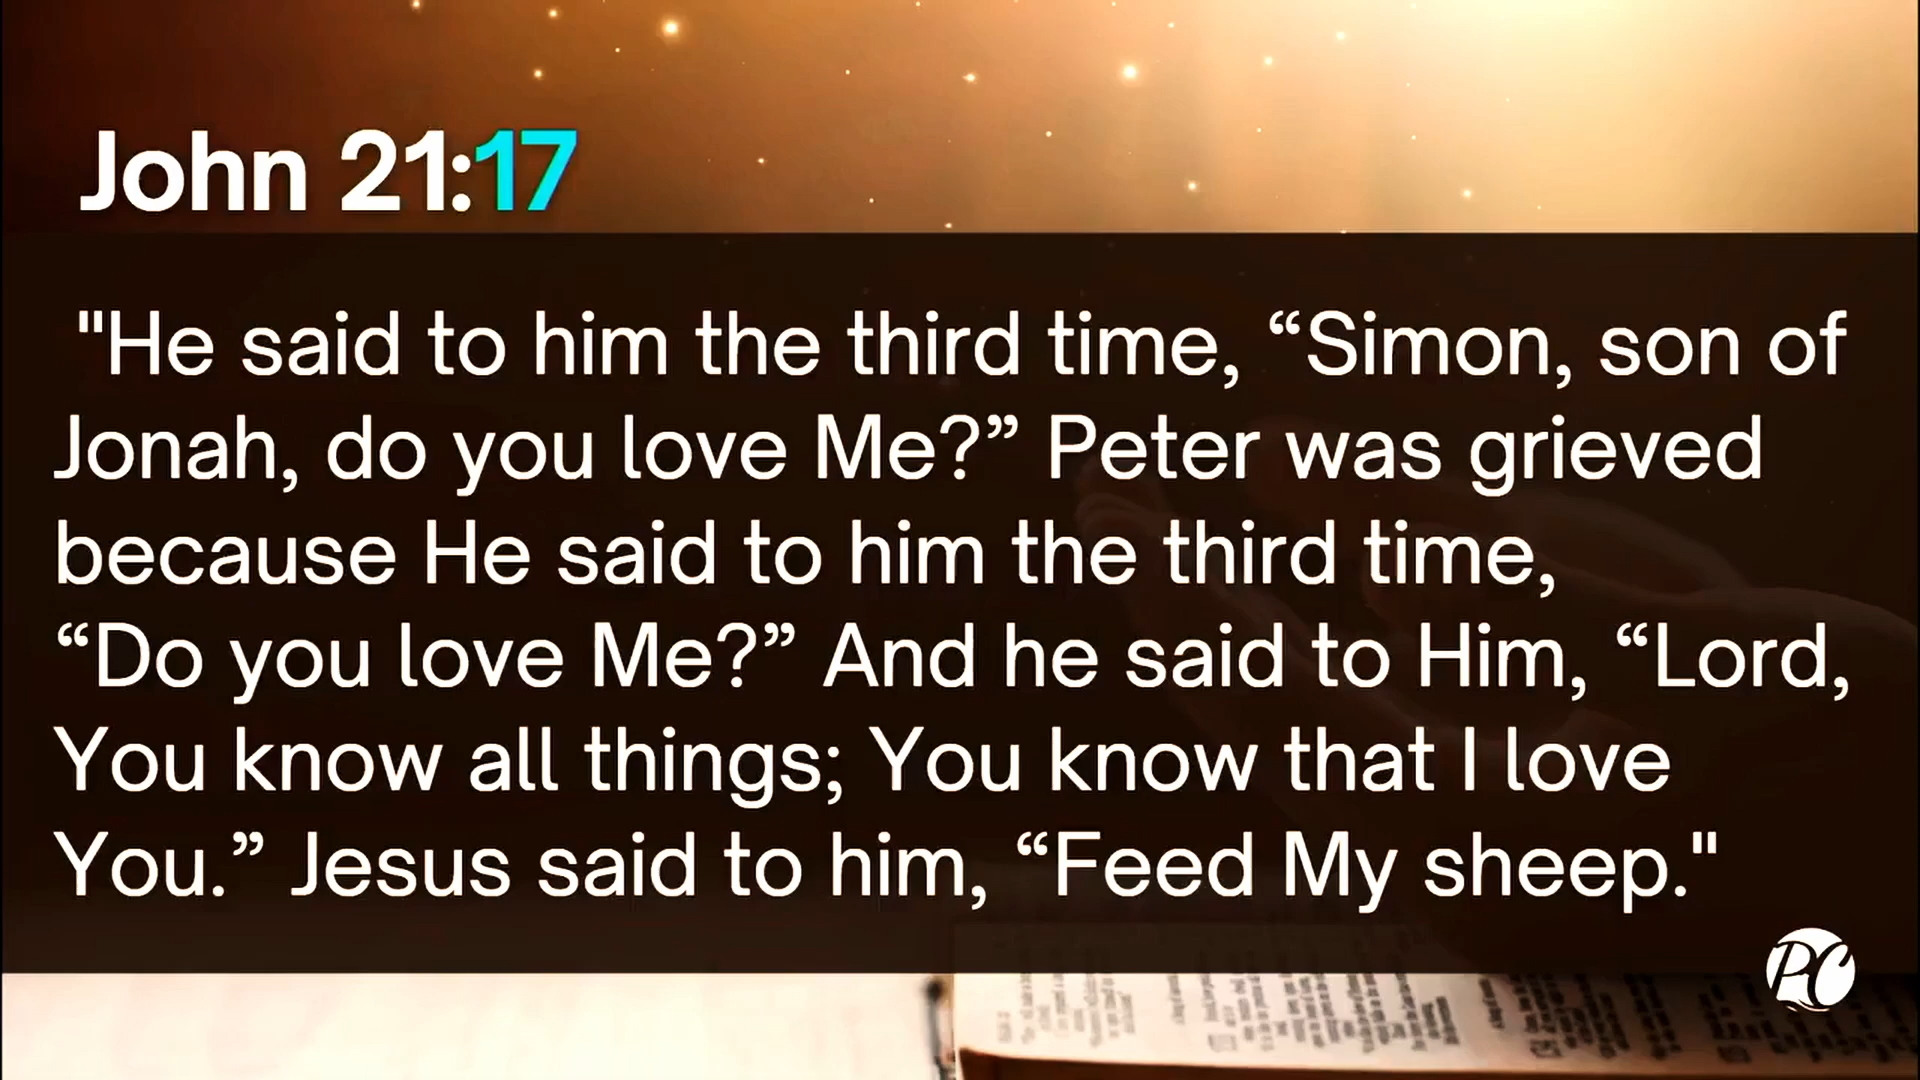 John 21:17
"He said to him the third time, “Simon, son of
Jonah, do you love Me?” Peter was grieved
because He said to him the third time,
“Do you love Me?” And he said to Him, “Lord,
You know all things; You know that I love
You.” Jesus said to him, “Feed My sheep."
PC